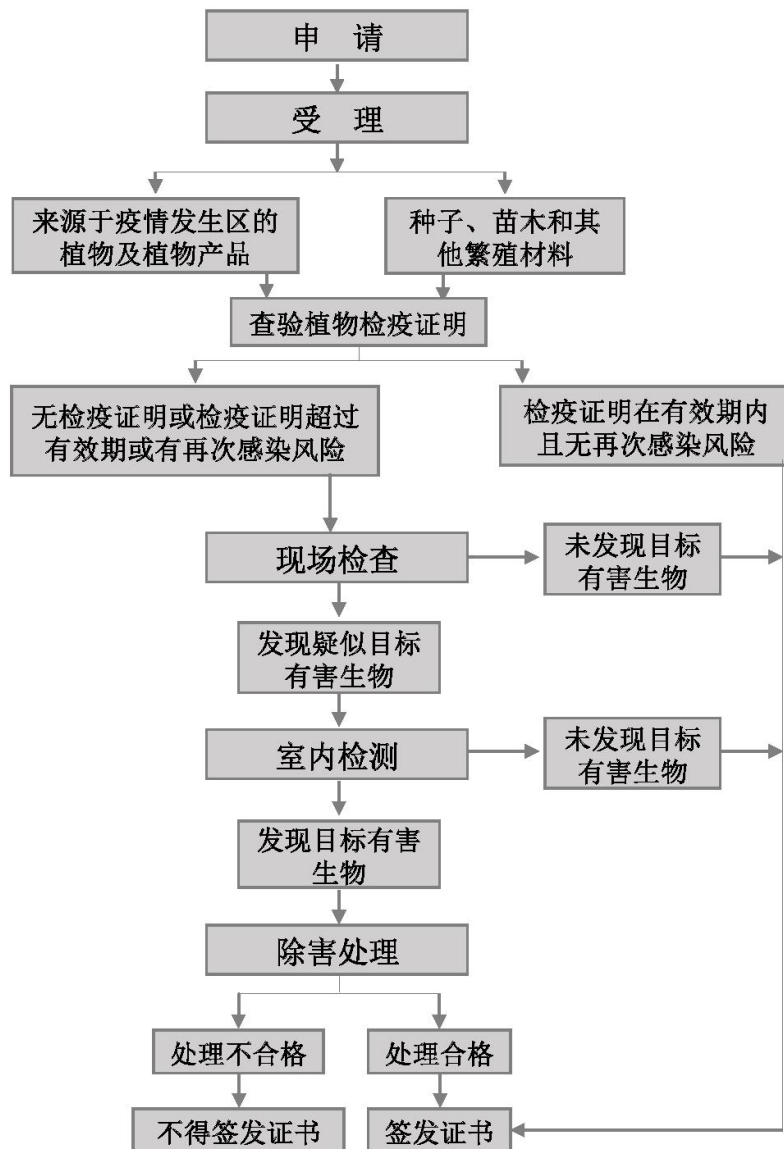 申 请
受 理
来源于疫情发生区的
植物及植物产品
种子、苗木和其
他繁殖材料
查验植物检疫证明
无检疫证明或检疫证明超过
有效期或有再次感染风险
检疫证明在有效期内
且无再次感染风险
现场检查
未发现目标
有害生物
发现疑似目标
有害生物
室内检测
未发现目标
有害生物
发现目标有害
生物
除害处理
处理不合格
处理合格
不得签发证书
签发证书